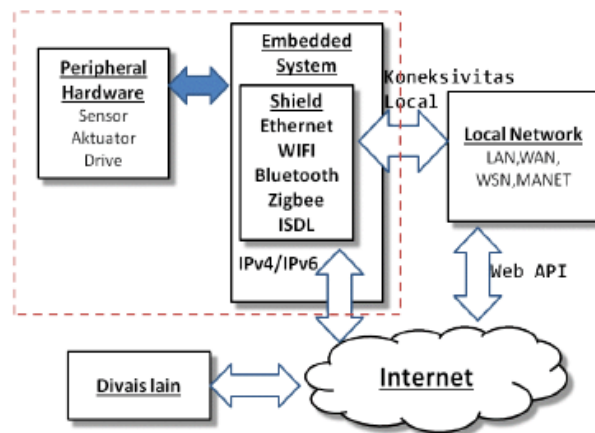 Peripheral
Hardware
Sensor
Aktuator
Drive
Embedded
System
Shield
Ethernet
WIFI
Bluetooth
Zigbee
ISDL
IPv4/IPv6
Koneksivitas
Local
Local Network
LAN,WAN,
WSN,MANET
Web API
Divais lain
Internet